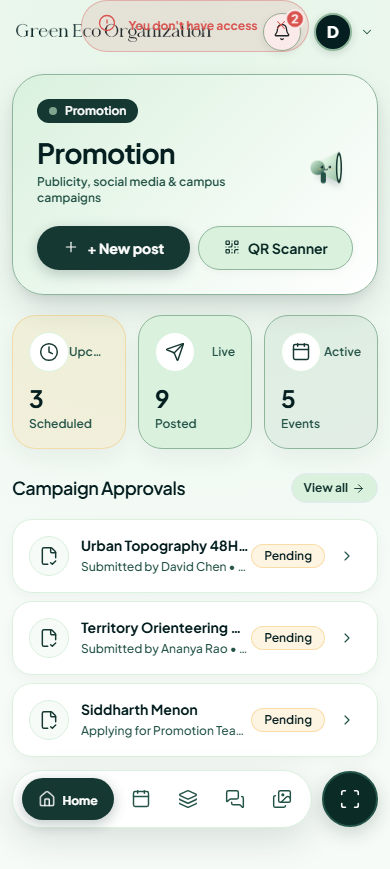 You don't have access
Green Eco Organization
2
D
Promotion
Promotion
Publicity, social media & campus
campaigns
+ New post
QR Scanner
Upc...
Live
Active
3
9
5
Scheduled
Posted
Events
Campaign Approvals
View all
Urban Topography 48H...
Submitted by David Chen • ...
Pending
Territory Orienteering ...
Submitted by Ananya Rao • ...
Pending
Siddharth Menon
Applying for Promotion Tea...
Pending
Home